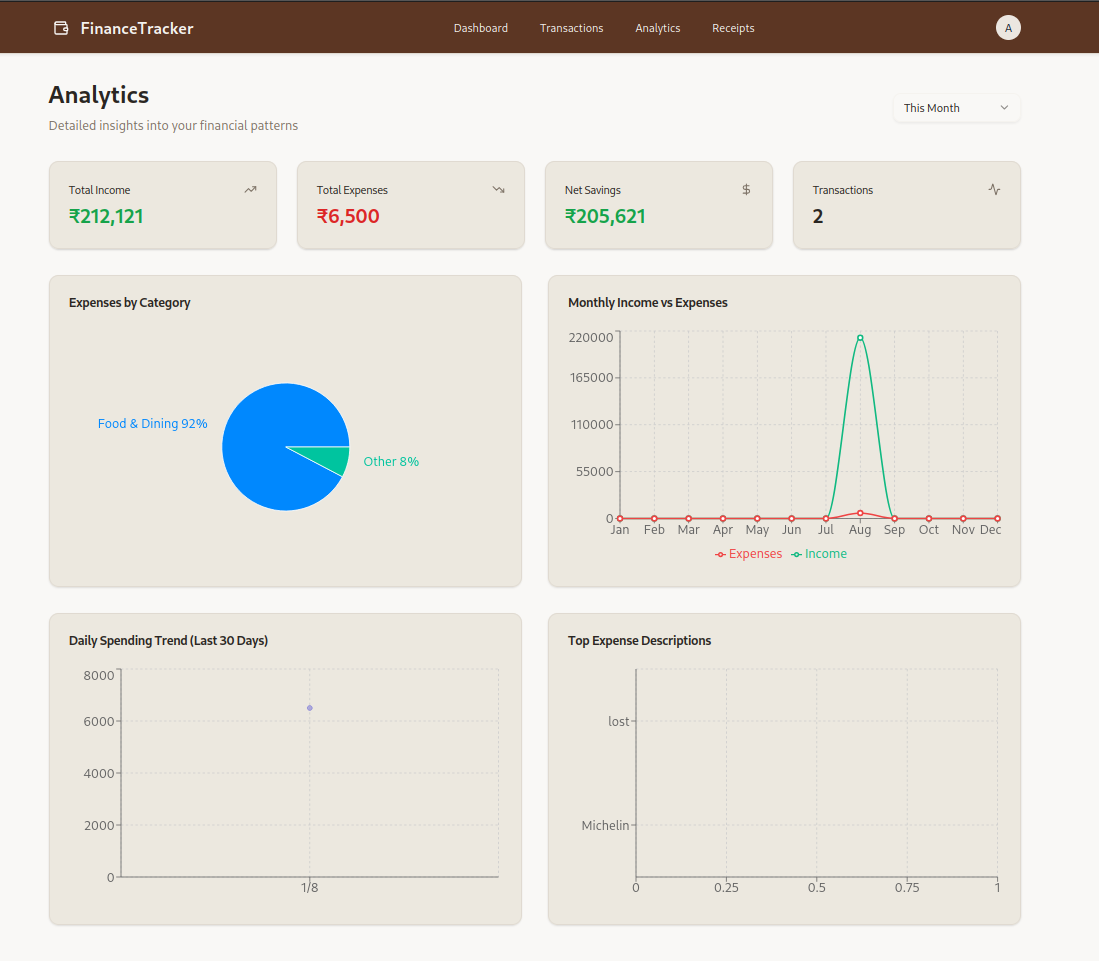 FinanceTracker
Dashboard Transactions Analytics Receipts
A
Analytics
Detailed insights into your financial patterns
This Month
Total Income
₹212,121
Total Expenses
₹6,500
Net Savings
$
₹205,621
Transactions
2
Expenses by Category
Food & Dining 92%
Other 8%
Monthly Income vs Expenses
220000
165000
110000
55000
0
Jan Feb Mar Apr May Jun Jul Aug Sep Oct Nov Dec
Expenses Income
Daily Spending Trend (Last 30 Days)
8000
6000
4000
2000
0
1/8
Top Expense Descriptions
lost
Michelin
0 0.25 0.5 0.75 1